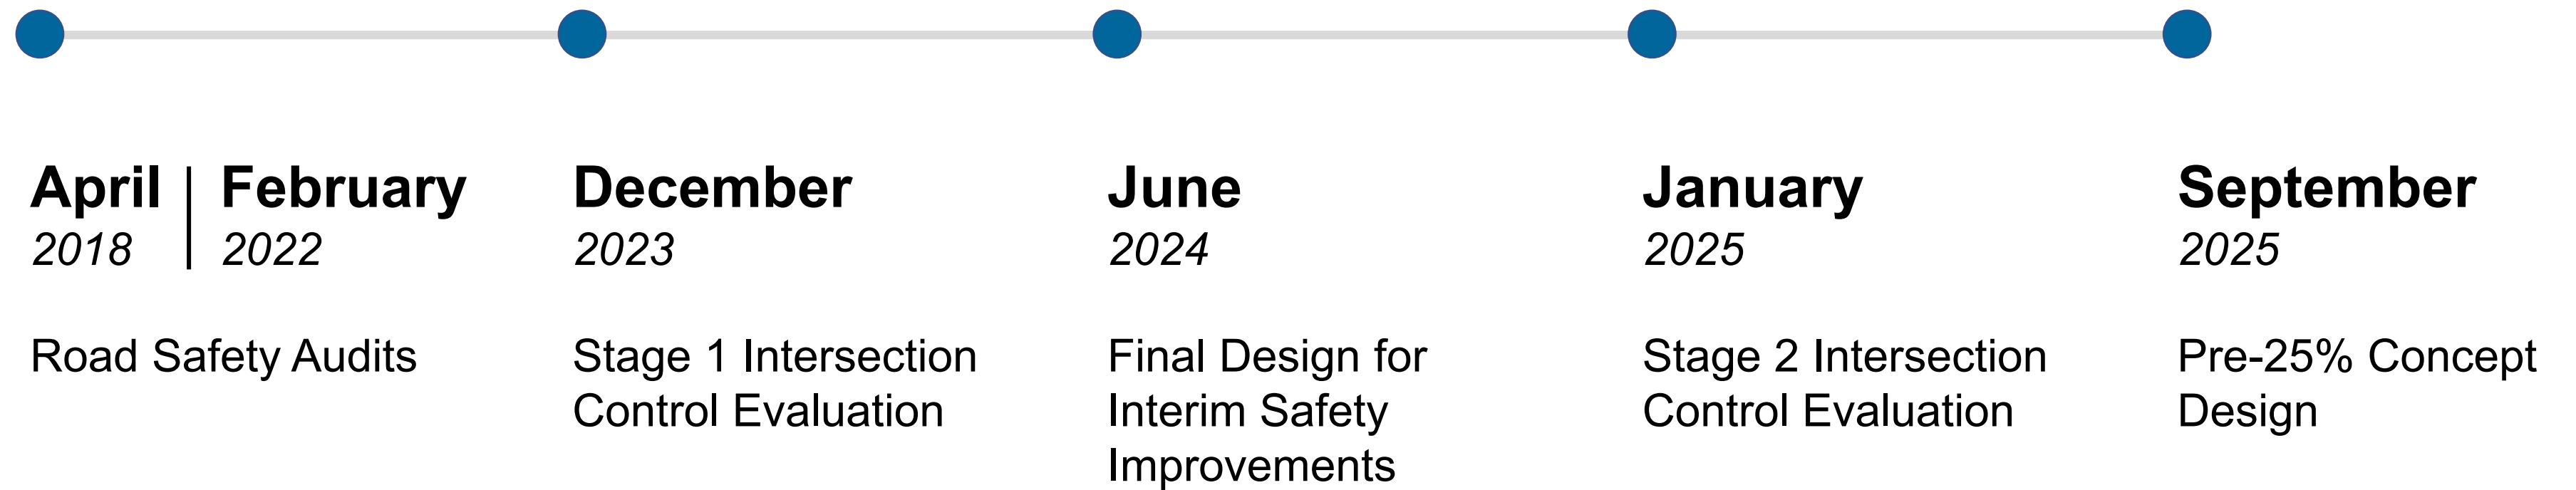 April | February
2018 | 2022
Road Safety Audits
December
2023
Stage 1 Intersection
Control Evaluation
June
2024
Final Design for
Interim Safety
Improvements
January
2025
Stage 2 Intersection
Control Evaluation
September
2025
Pre-25% Concept
Design